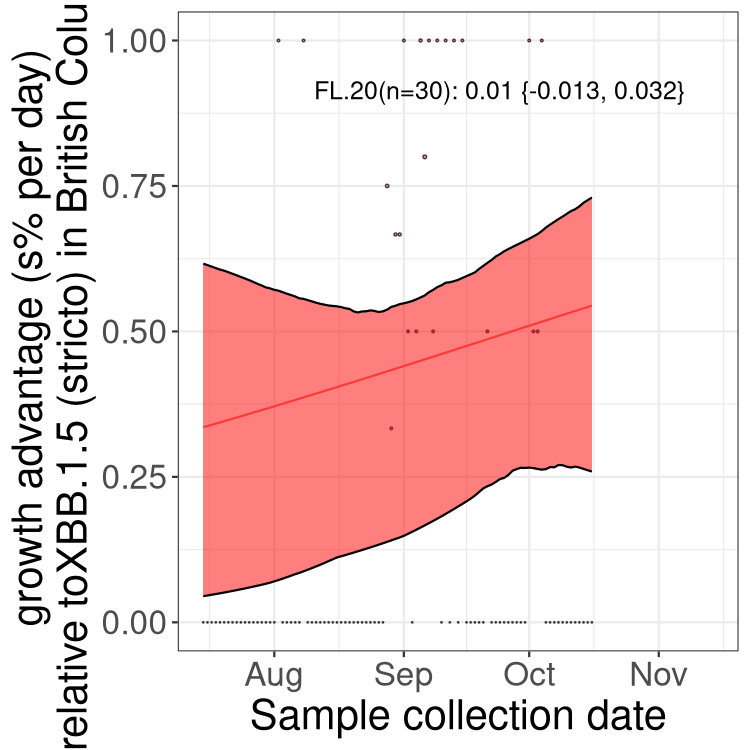 growth advantage (s% per day)
relative toXBB.1.5 (stricto) in British Colu
1.00
0.75
0.50
0.25
0.00
FL.20(n=30): 0.01 {-0.013, 0.032}
Aug Sep Oct Nov
Sample collection date